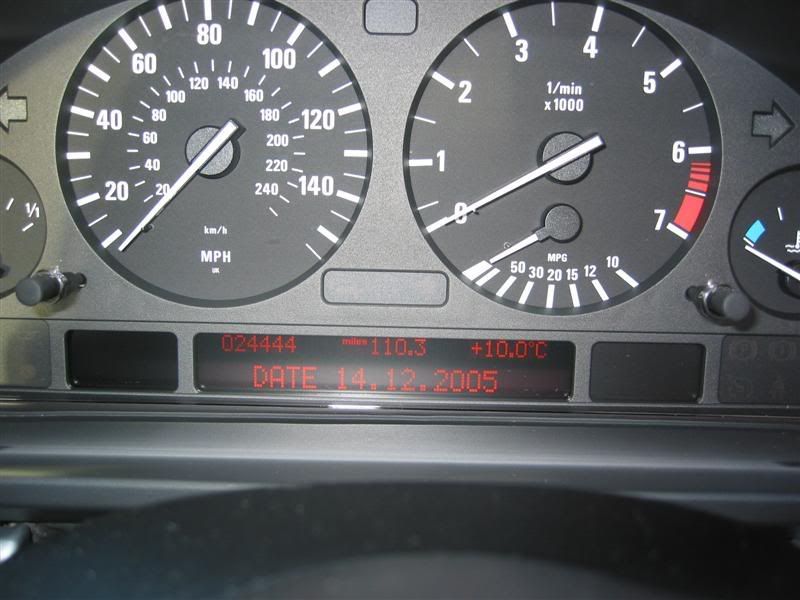 20 40 60 80 100 120 140
20 40 60 80 100 120 140 160 180 200 220 240
km/h
MPH
UK
0 1 2 3 4 5 6 7
1/min
x1000
MPG
50 30 20 15 12 10
1/1
024444 miles 110.3 +10.0°C
DATE 14.12.2005